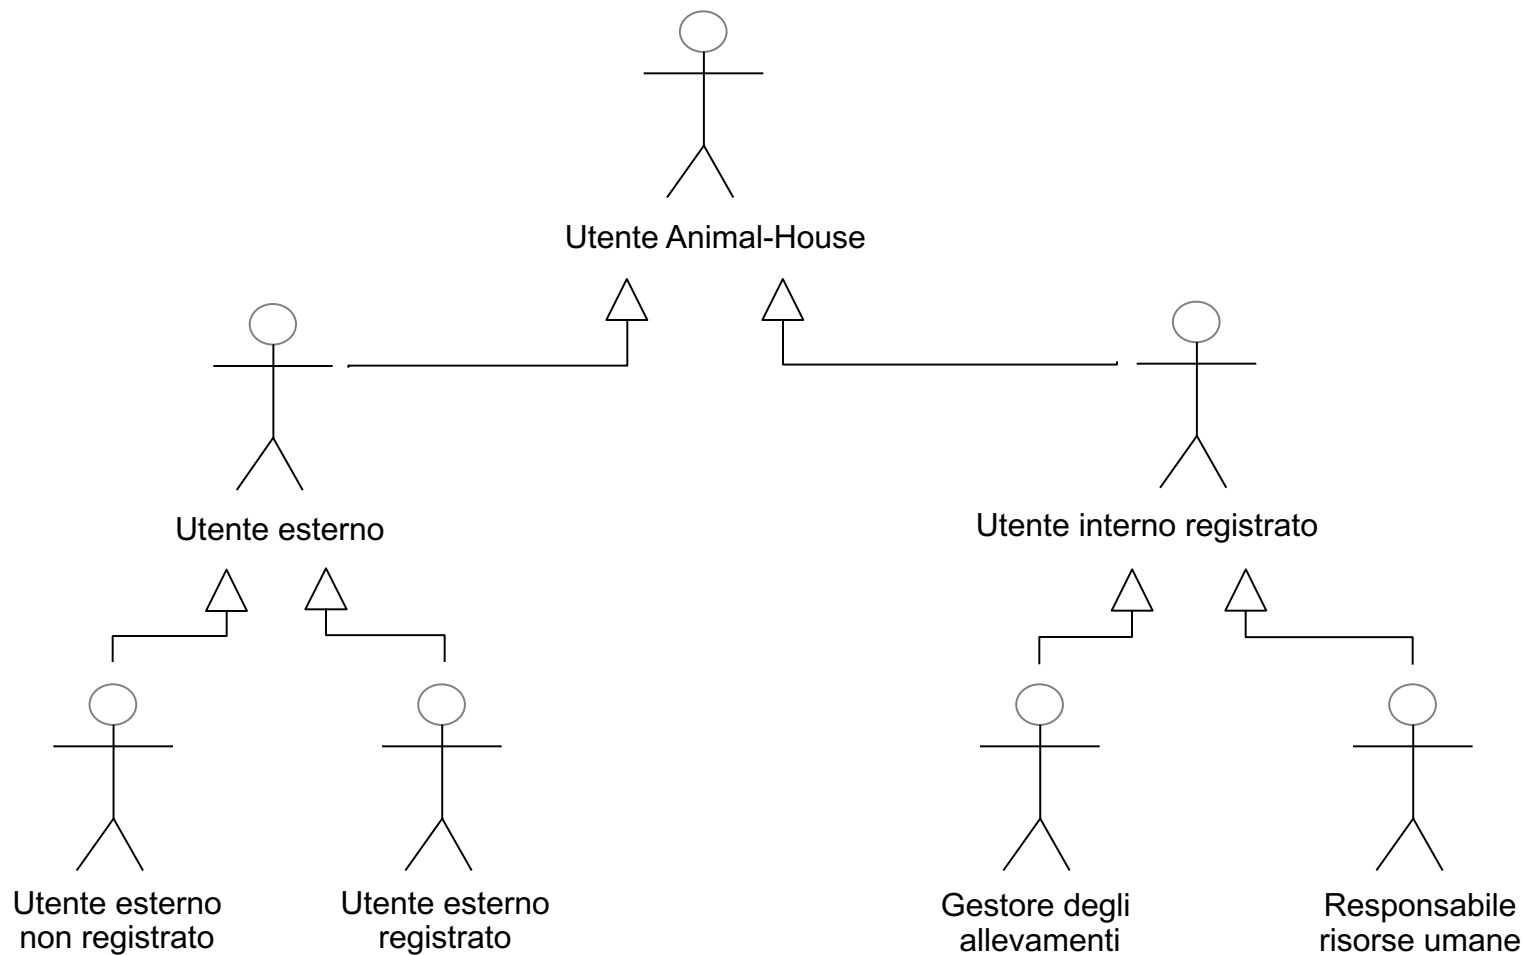 Utente Animal-House
Utente esterno
Utente interno registrato
Utente esterno
non registrato
Utente esterno
registrato
Gestore degli
allevamenti
Responsabile
risorse umane